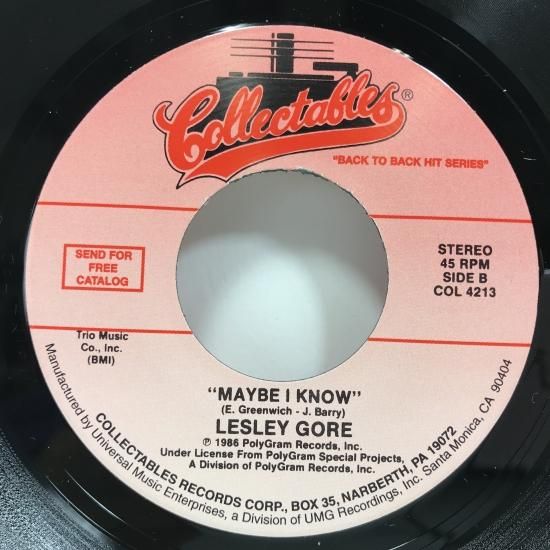 Collectables®
"BACK TO BACK HIT SERIES"
SEND FOR
FREE
CATALOG
STEREO
45 RPM
SIDE B
COL 4213
Trio Music
Co., Inc.
(BMI)
"MAYBE I KNOW"
(E. Greenwich - J. Barry)
LESLEY GORE
℗ 1986 PolyGram Records, Inc.
Under License From PolyGram Special Projects,
A Division of PolyGram Records, Inc.
COLLECTABLES RECORDS CORP., BOX 35, NARBERTH, PA 19072
Manufactured by Universal Music Enterprises, a Division of UMG Recordings, Inc. Santa Monica, CA 90404